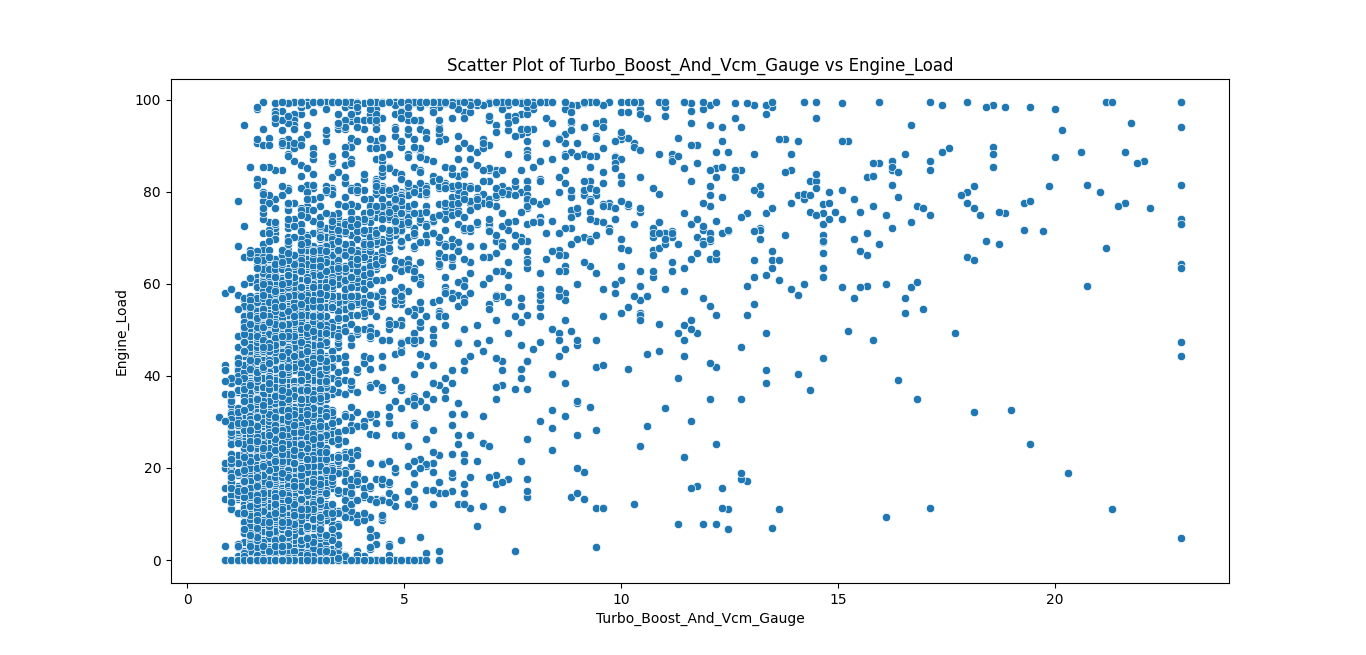 Scatter Plot of Turbo_Boost_And_Vcm_Gauge vs Engine_Load
100
80
60
40
20
0
Engine_Load
0 5 10 15 20
Turbo_Boost_And_Vcm_Gauge